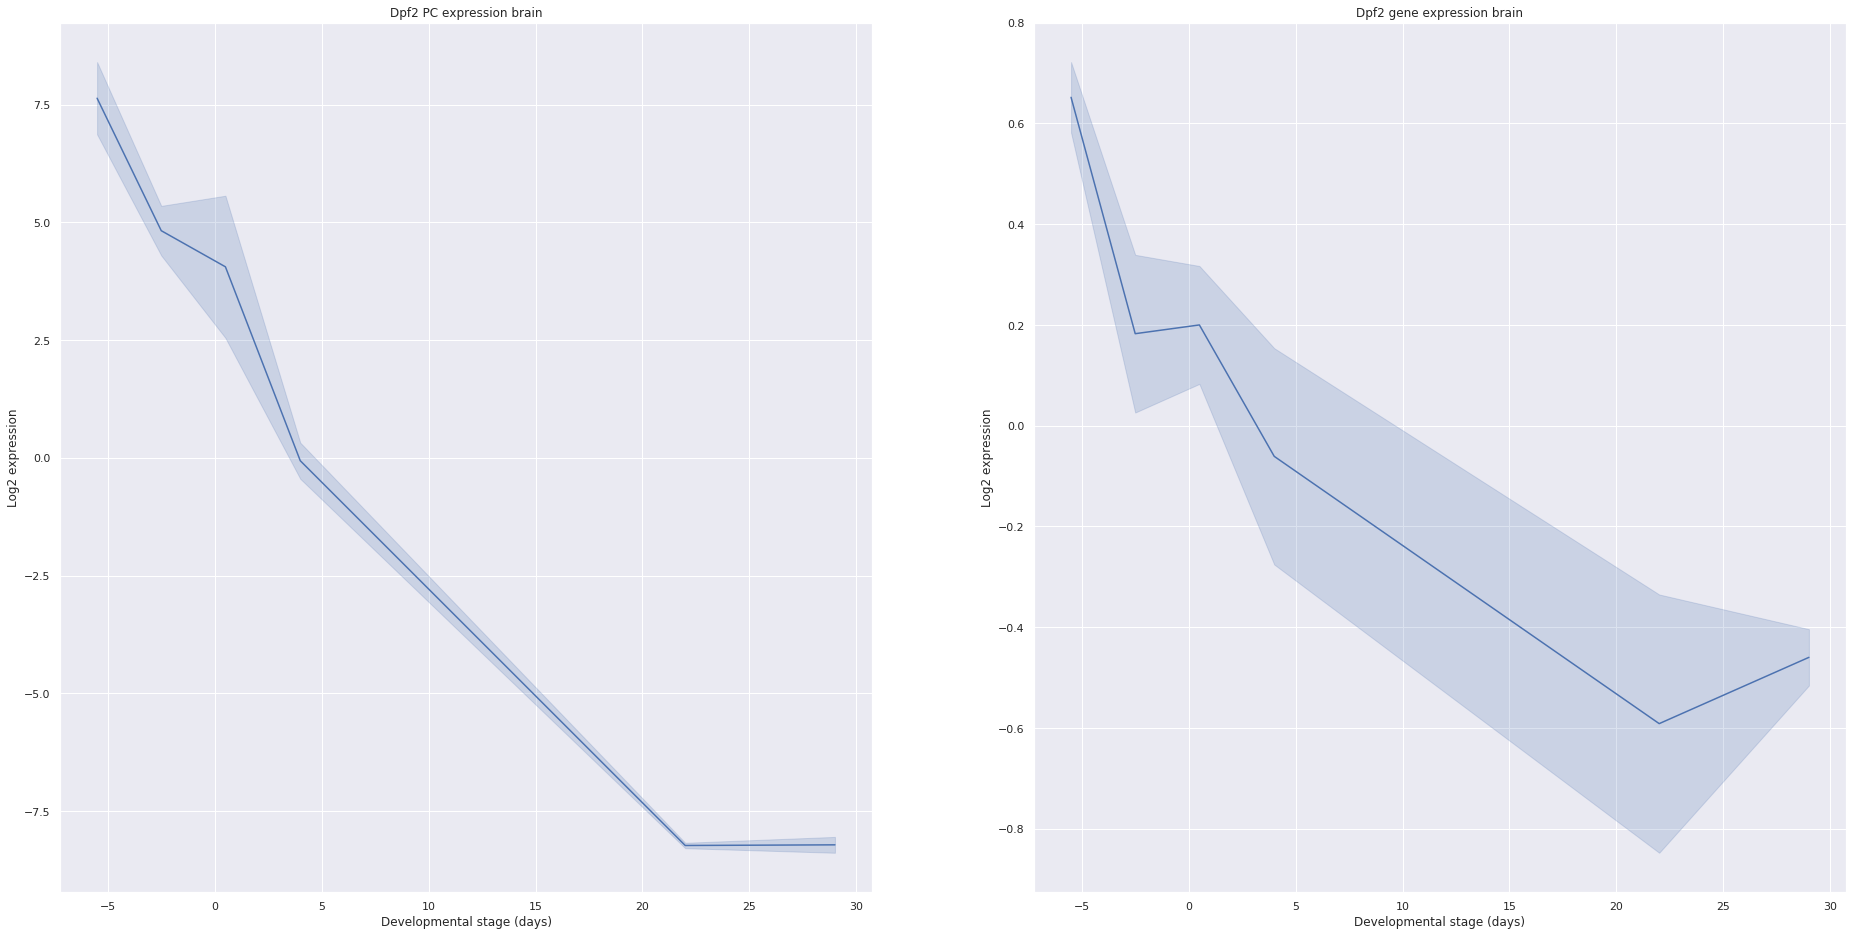 Dpf2 PC expression brain
Log2 expression
7.5
5.0
2.5
0.0
−2.5
−5.0
−7.5
−5 0 5 10 15 20 25 30
Developmental stage (days)
Dpf2 gene expression brain
Log2 expression
0.8
0.6
0.4
0.2
0.0
−0.2
−0.4
−0.6
−0.8
−5 0 5 10 15 20 25 30
Developmental stage (days)